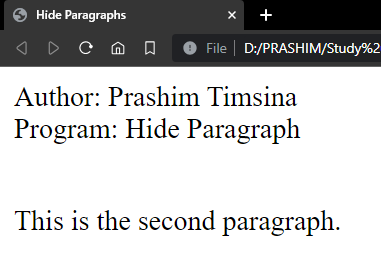 Hide Paragraphs
File
D:/PRASHIM/Study%2
Author: Prashim Timsina
Program: Hide Paragraph
This is the second paragraph.